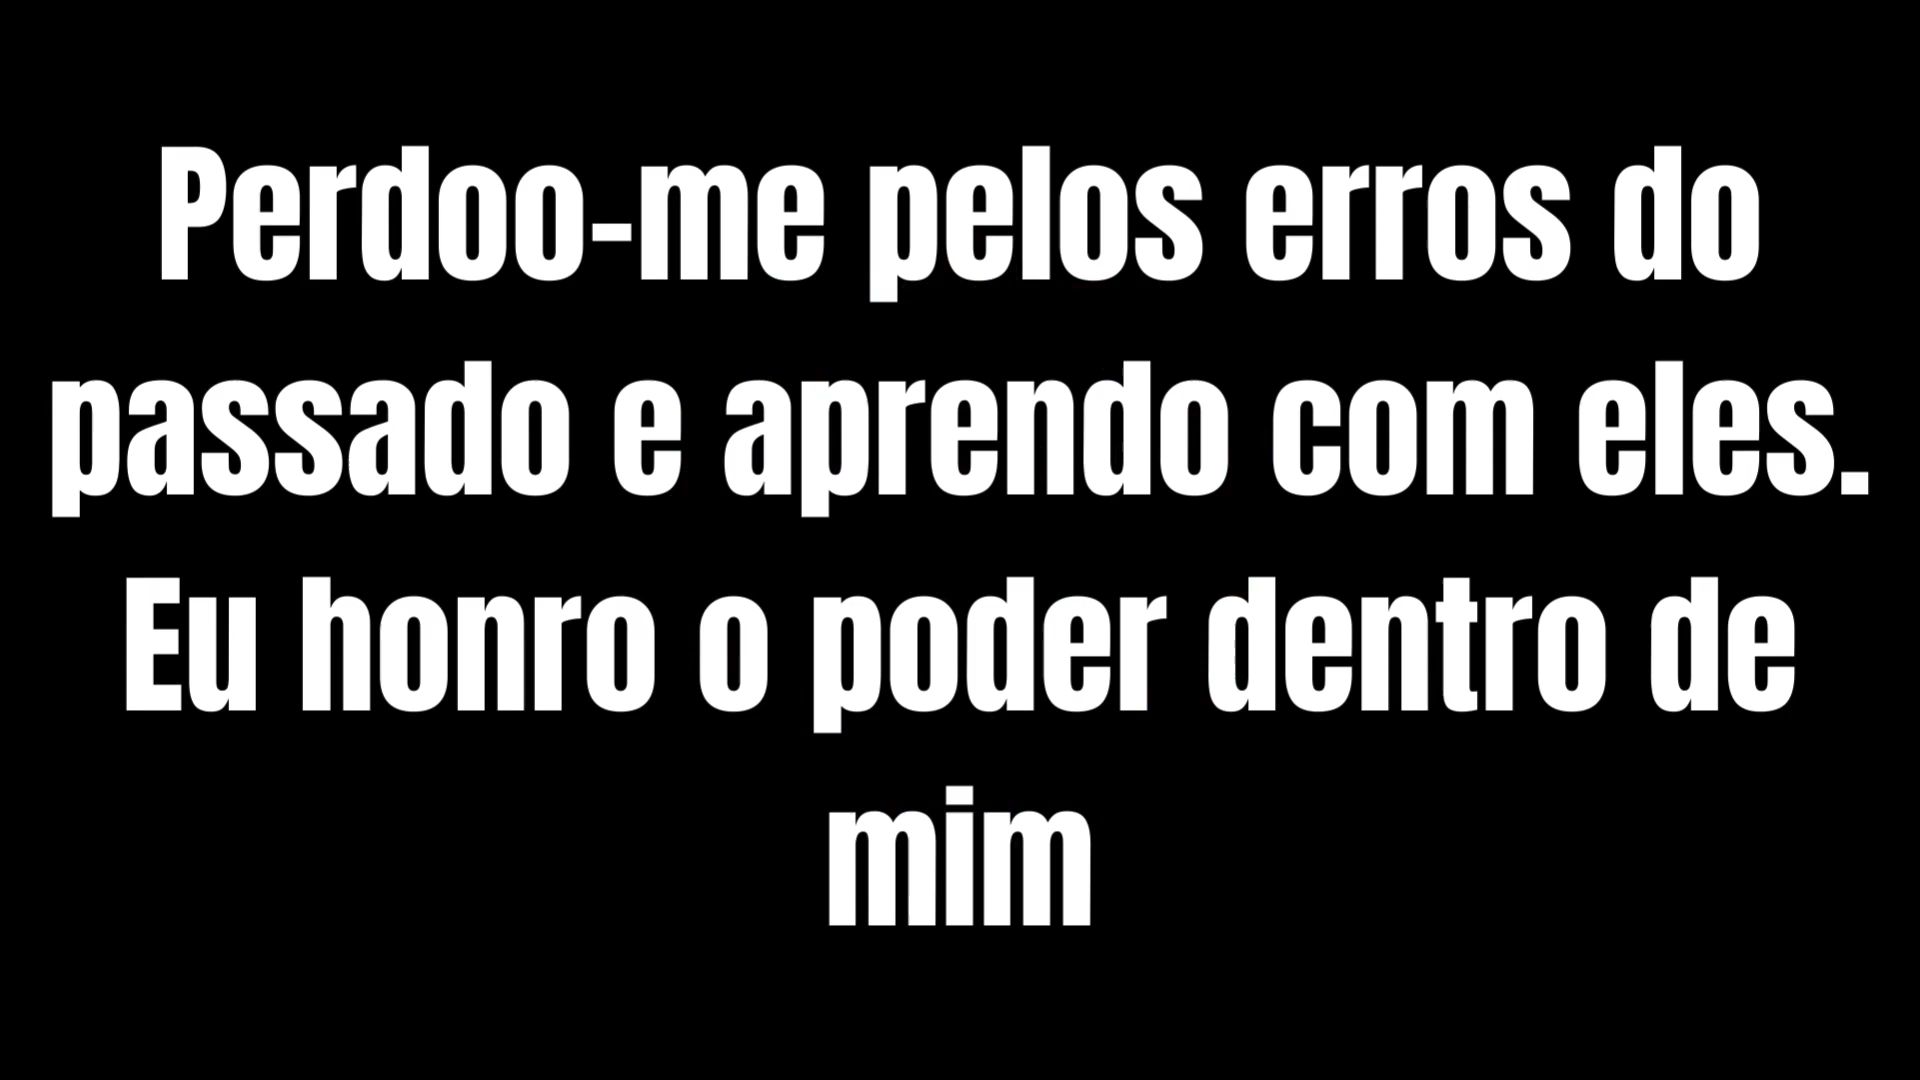 Perdoo-me pelos erros do
passado e aprendo com eles.
Eu honro o poder dentro de
mim